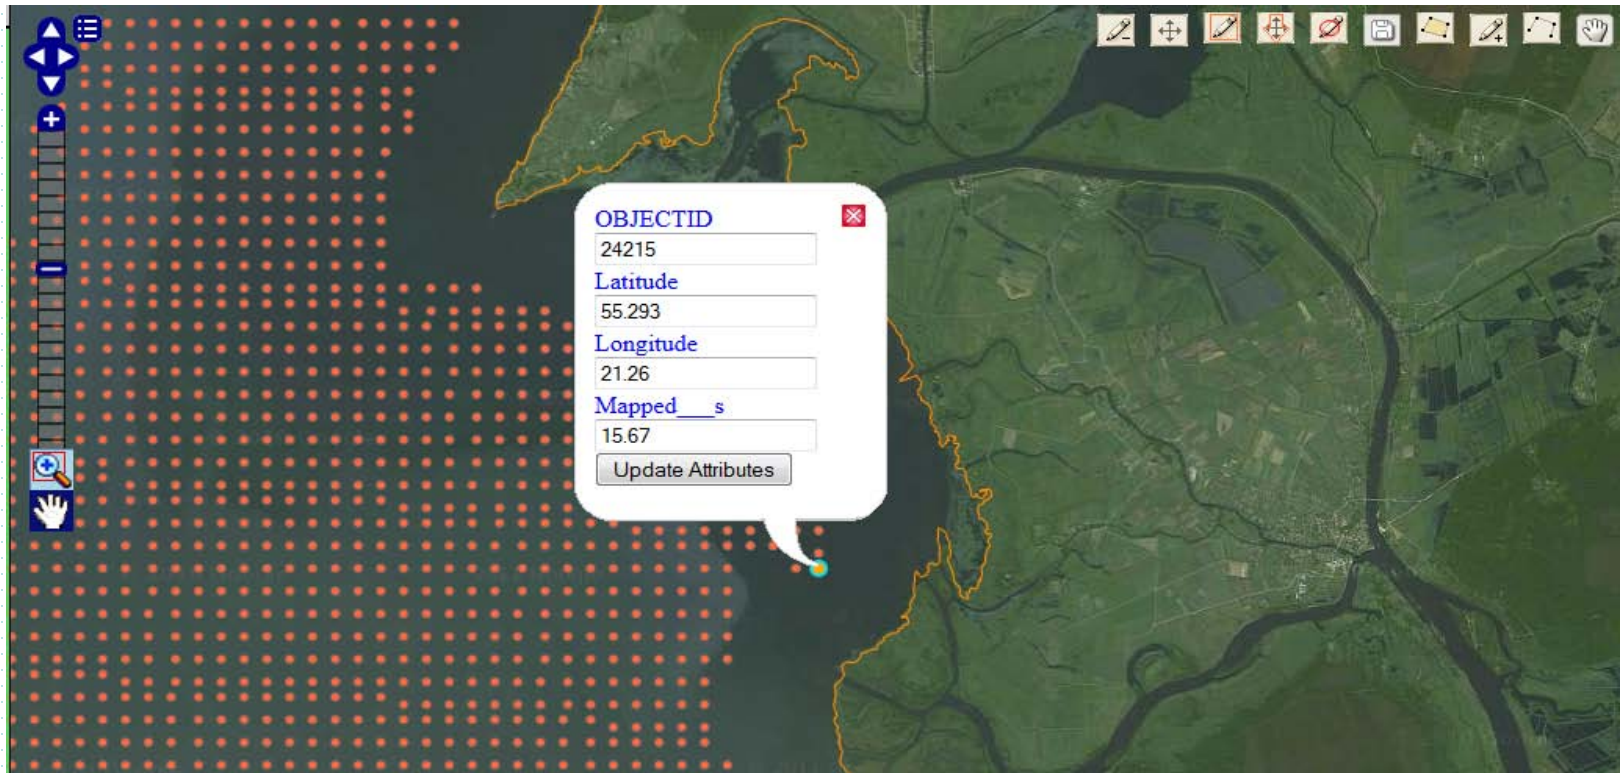 OBJECTID
24215
Latitude
55.293
Longitude
21.26
Mapped___s
15.67
Update Attributes